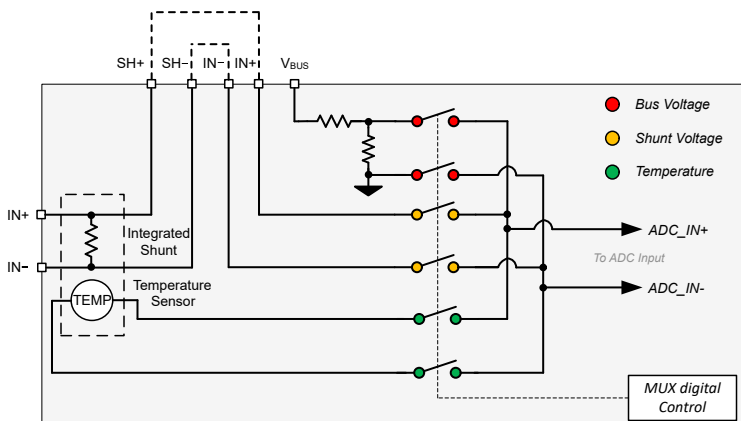 SH+ SH− IN− IN+ VBUS
Bus Voltage
Shunt Voltage
Temperature
IN+
Integrated
Shunt
ADC_IN+
To ADC Input
IN−
Temperature
Sensor
TEMP
ADC_IN-
MUX digital
Control